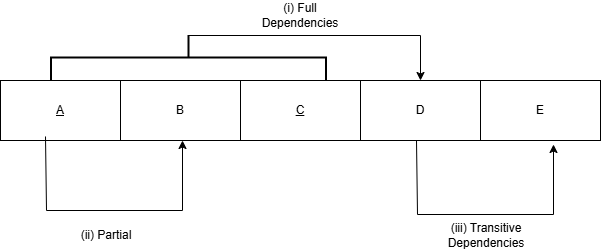 (i) Full
Dependencies
A B C D E
(ii) Partial
(iii) Transitive
Dependencies